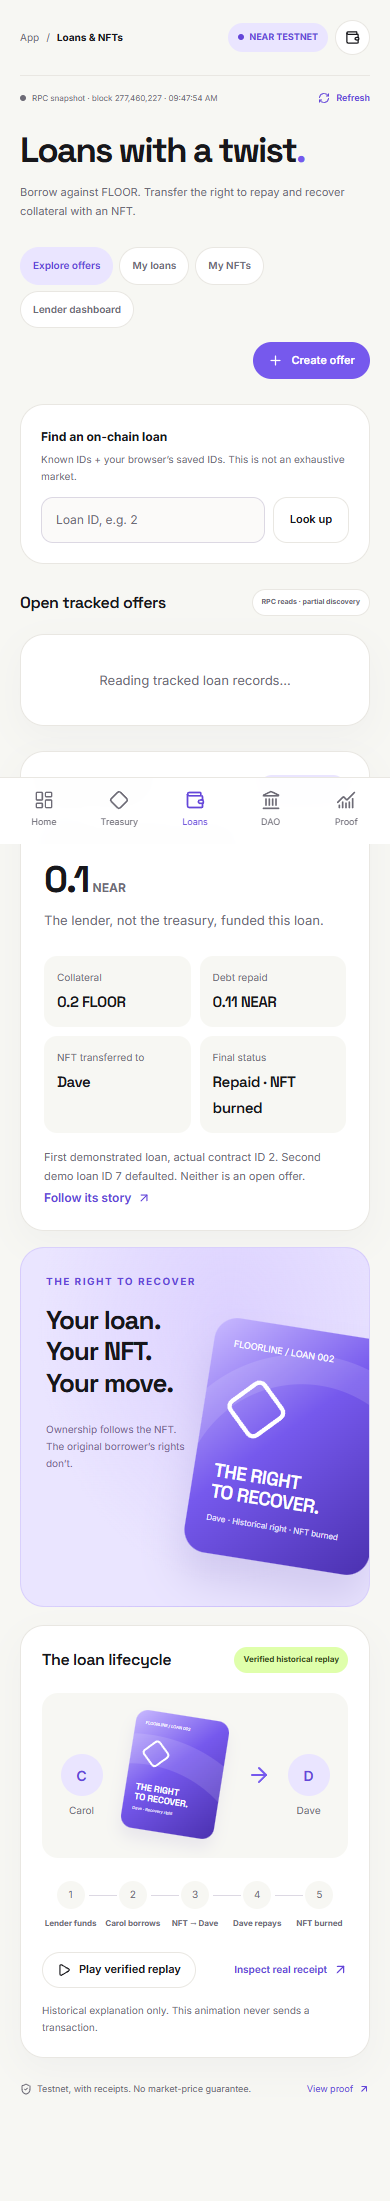 App / Loans & NFTs
NEAR TESTNET
RPC snapshot · block 277,460,227 · 09:47:54 AM
Refresh
Loans with a twist.
Borrow against FLOOR. Transfer the right to repay and recover
collateral with an NFT.
Explore offers
My loans
My NFTs
Lender dashboard
Create offer
Find an on-chain loan
Known IDs + your browser's saved IDs. This is not an exhaustive
market.
Loan ID, e.g. 2
Look up
Open tracked offers
RPC reads · partial discovery
Reading tracked loan records...
Home
Treasury
Loans
DAO
Proof
0.1 NEAR
The lender, not the treasury, funded this loan.
Collateral
0.2 FLOOR
Debt repaid
0.11 NEAR
NFT transferred to
Dave
Final status
Repaid · NFT
burned
First demonstrated loan, actual contract ID 2. Second
demo loan ID 7 defaulted. Neither is an open offer.
Follow its story
THE RIGHT TO RECOVER
Your loan.
Your NFT.
Your move.
Ownership follows the NFT.
The original borrower's rights
don't.
FLOORLINE / LOAN 002
THE RIGHT
TO RECOVER.
Dave · Historical right · NFT burned
The loan lifecycle
Verified historical replay
C
Carol
FLOORLINE / LOAN 002
THE RIGHT
TO RECOVER.
Dave · Recovery right
D
Dave
1
2
3
4
5
Lender funds
Carol borrows
NFT → Dave
Dave repays
NFT burned
Play verified replay
Inspect real receipt
Historical explanation only. This animation never sends a
transaction.
Testnet, with receipts. No market-price guarantee.
View proof